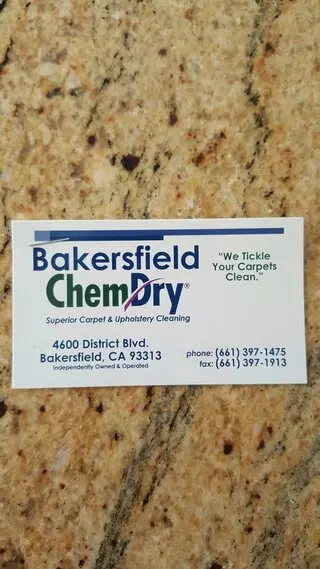 Bakersfield
ChemDry®
Superior Carpet & Upholstery Cleaning
"We Tickle
Your Carpets
Clean."
4600 District Blvd.
Bakersfield, CA 93313
Independently Owned & Operated
phone: (661) 397-1475
fax: (661) 397-1913